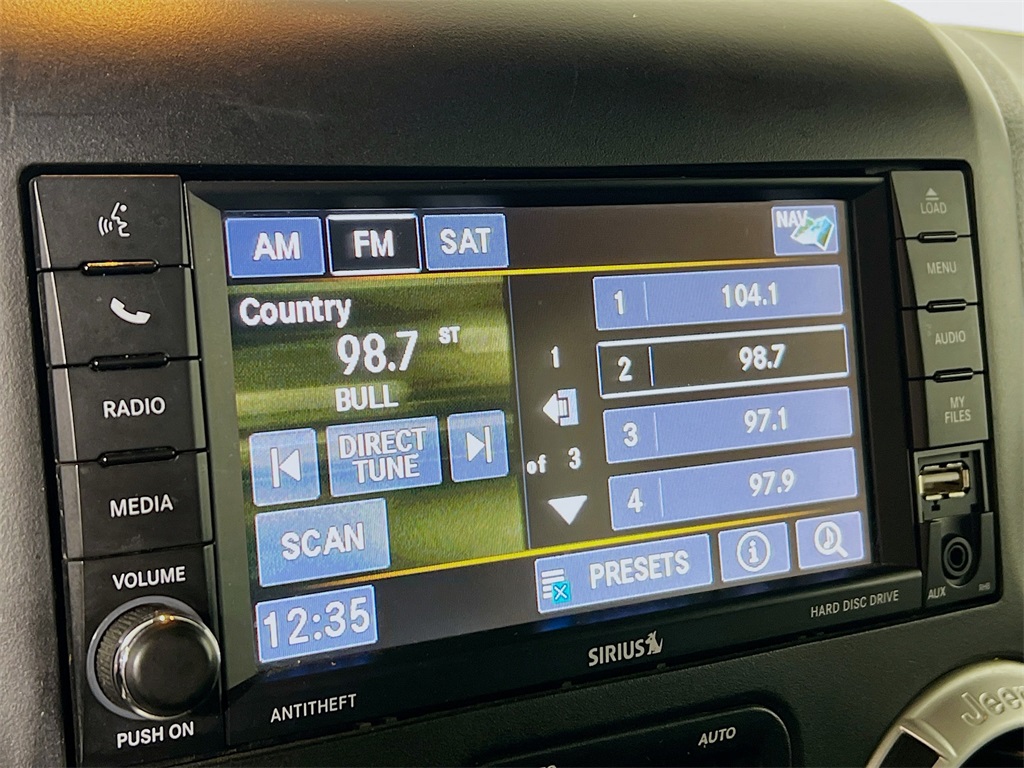 AM
FM
SAT
NAV
LOAD
MENU
AUDIO
MY
FILES
RADIO
MEDIA
VOLUME
PUSH ON
Country
98.7 ST
BULL
DIRECT
TUNE
SCAN
12:35
1
of 3
1 104.1
2 98.7
3 97.1
4 97.9
PRESETS
i
HARD DISC DRIVE
AUX
SIRIUS
ANTITHEFT
AUTO
Jeep